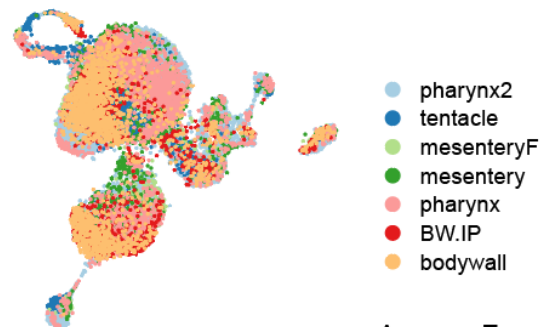 pharynx2
tentacle
mesenteryF
mesentery
pharynx
BW.IP
bodywall